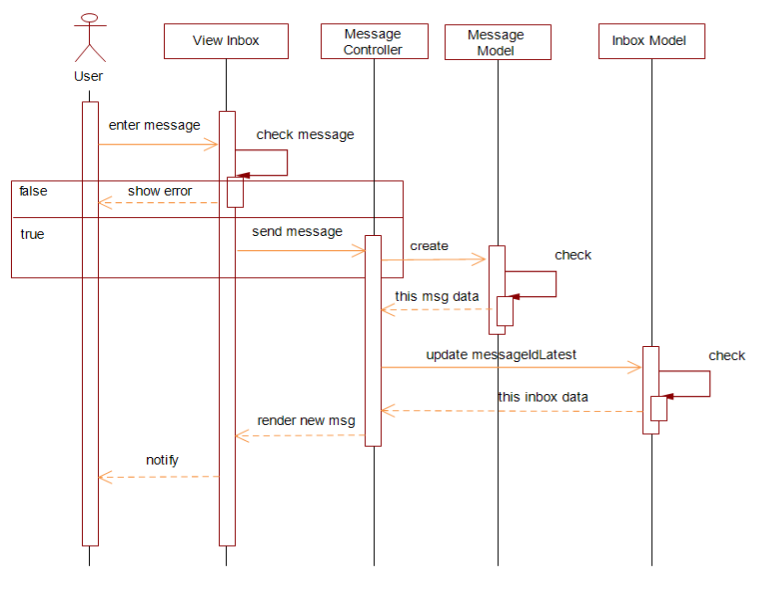 User
View Inbox
Message
Controller
Message
Model
Inbox Model
enter message
check message
false
show error
true
send message
create
check
this msg data
update messageIdLatest
check
this inbox data
render new msg
notify